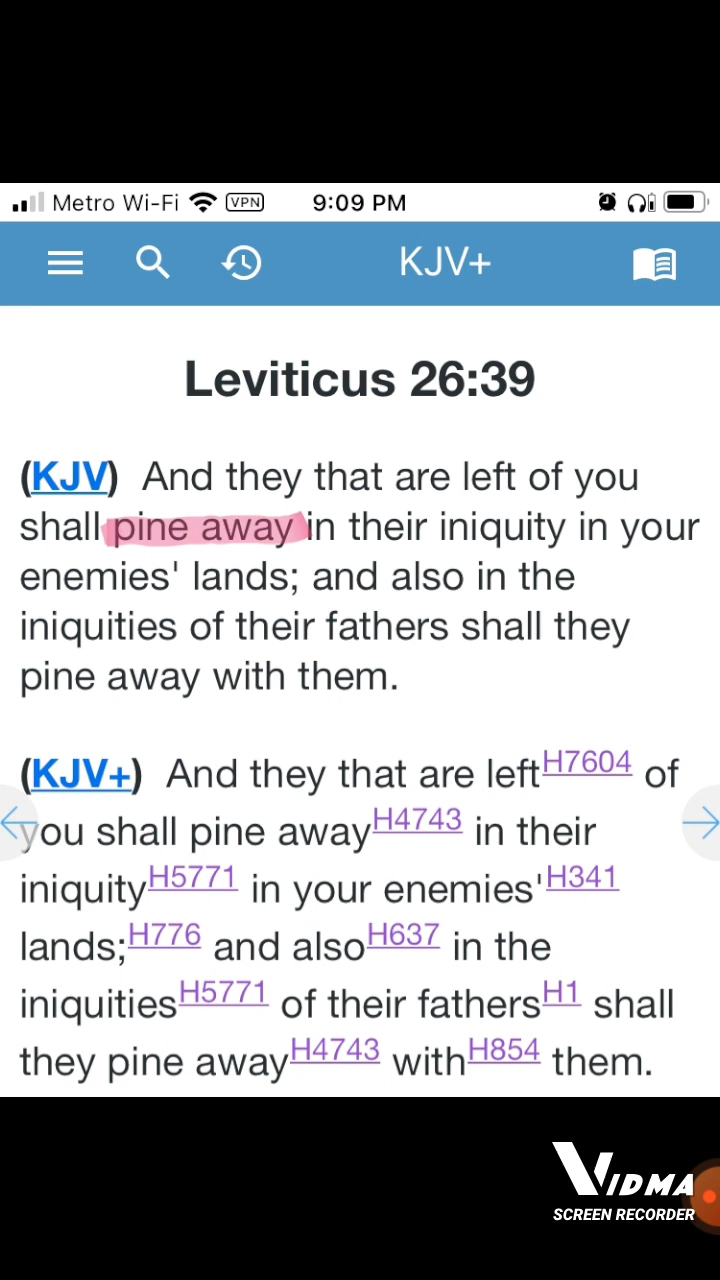 Metro Wi-Fi VPN 9:09 PM
KJV+
Leviticus 26:39
(KJV) And they that are left of you
shall pine away in their iniquity in your
enemies' lands; and also in the
iniquities of their fathers shall they
pine away with them.
(KJV+) And they that are leftH7604 of
you shall pine awayH4743 in their
iniquityH5771 in your enemies'H341
lands;H776 and alsoH637 in the
iniquitiesH5771 of their fathersH1 shall
they pine awayH4743 withH854 them.
VIDMA
SCREEN RECORDER